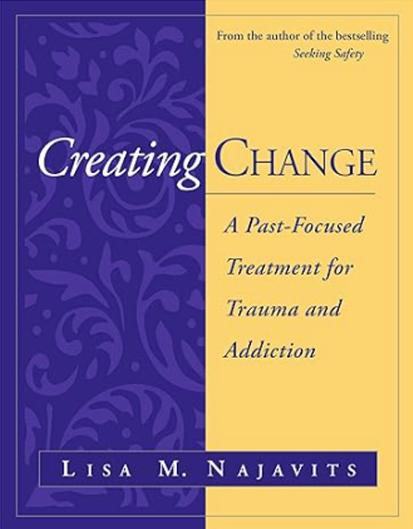 From the author of the bestselling
Seeking Safety
Creating CHANGE
A Past-Focused
Treatment for
Trauma and
Addiction
LISA M. NAJAVITS